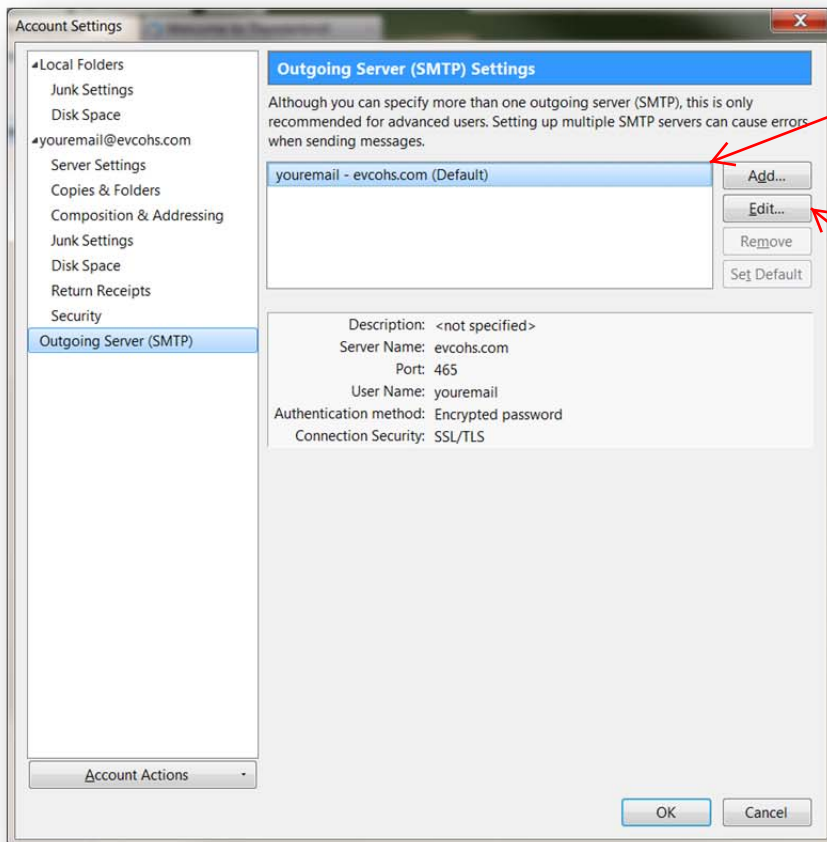 Account Settings
Local Folders
Junk Settings
Disk Space
youremail@evcohs.com
Server Settings
Copies & Folders
Composition & Addressing
Junk Settings
Disk Space
Return Receipts
Security
Outgoing Server (SMTP)
Account Actions
Outgoing Server (SMTP) Settings
Although you can specify more than one outgoing server (SMTP), this is only
recommended for advanced users. Setting up multiple SMTP servers can cause errors
when sending messages.
youremail - evcohs.com (Default)
Add...
Edit...
Remove
Set Default
Description: <not specified>
Server Name: evcohs.com
Port: 465
User Name: youremail
Authentication method: Encrypted password
Connection Security: SSL/TLS
OK
Cancel